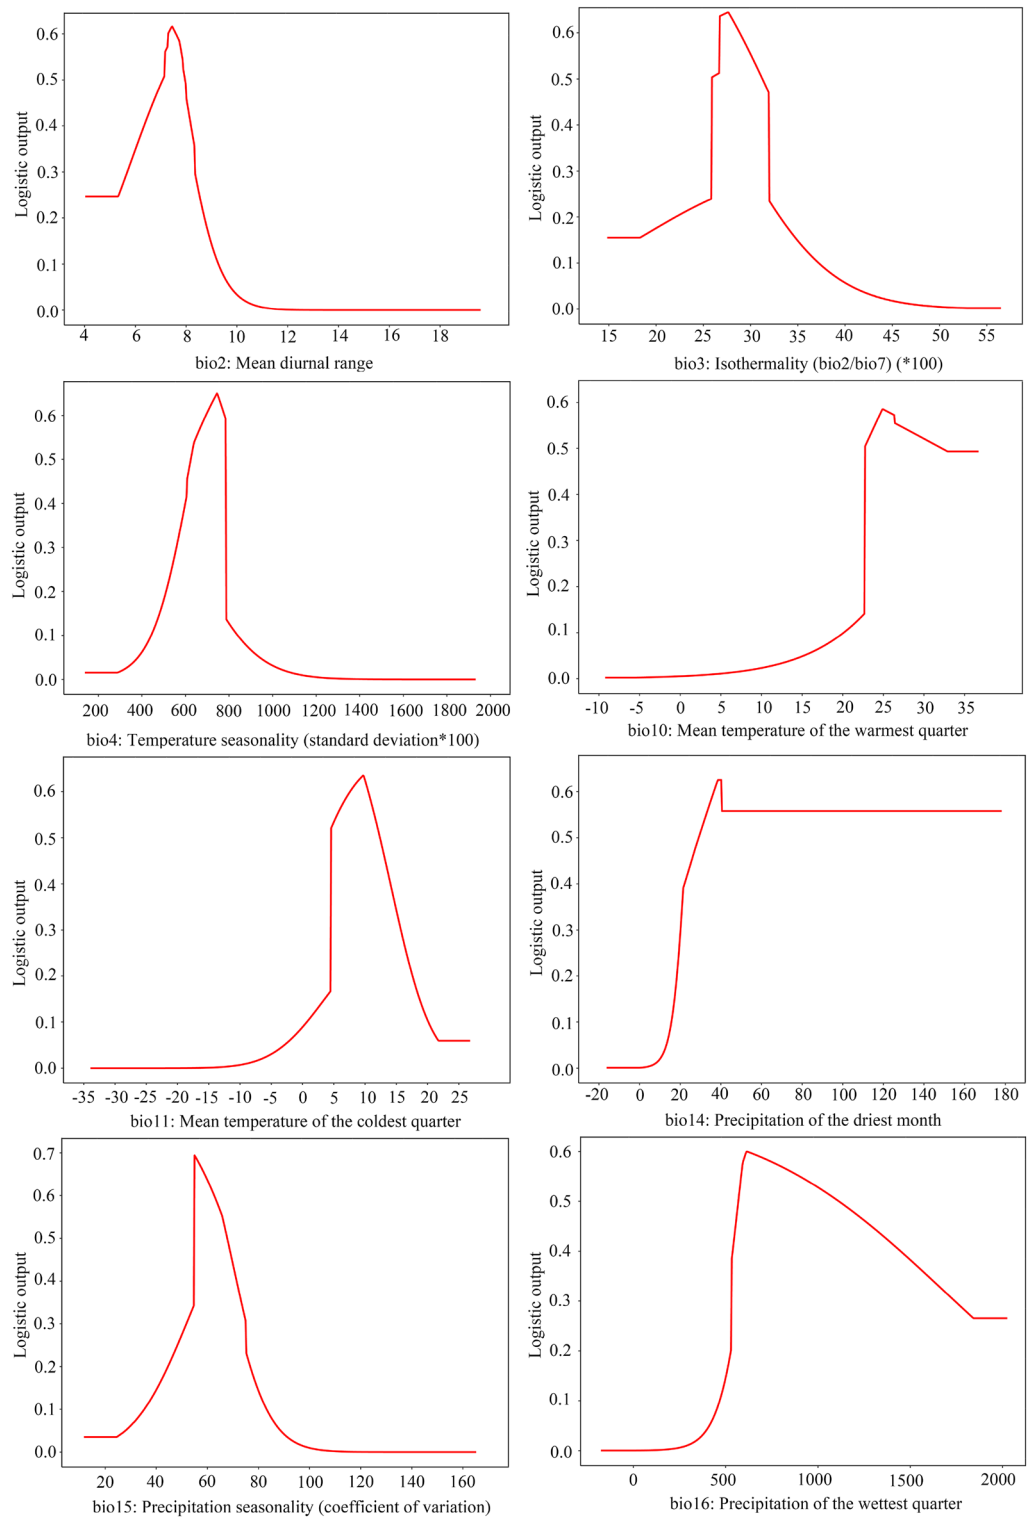 Logistic output
0.6
0.5
0.4
0.3
0.2
0.1
0.0
4 6 8 10 12 14 16 18
bio2: Mean diurnal range
Logistic output
0.6
0.5
0.4
0.3
0.2
0.1
0.0
15 20 25 30 35 40 45 50 55
bio3: Isothermality (bio2/bio7) (*100)
Logistic output
0.6
0.5
0.4
0.3
0.2
0.1
0.0
200 400 600 800 1000 1200 1400 1600 1800 2000
bio4: Temperature seasonality (standard deviation*100)
Logistic output
0.6
0.5
0.4
0.3
0.2
0.1
0.0
-10 -5 0 5 10 15 20 25 30 35
bio10: Mean temperature of the warmest quarter
Logistic output
0.6
0.5
0.4
0.3
0.2
0.1
0.0
-35 -30 -25 -20 -15 -10 -5 0 5 10 15 20 25
bio11: Mean temperature of the coldest quarter
Logistic output
0.6
0.5
0.4
0.3
0.2
0.1
0.0
-20 0 20 40 60 80 100 120 140 160 180
bio14: Precipitation of the driest month
Logistic output
0.7
0.6
0.5
0.4
0.3
0.2
0.1
0.0
20 40 60 80 100 120 140 160
bio15: Precipitation seasonality (coefficient of variation)
Logistic output
0.6
0.5
0.4
0.3
0.2
0.1
0.0
0 500 1000 1500 2000
bio16: Precipitation of the wettest quarter